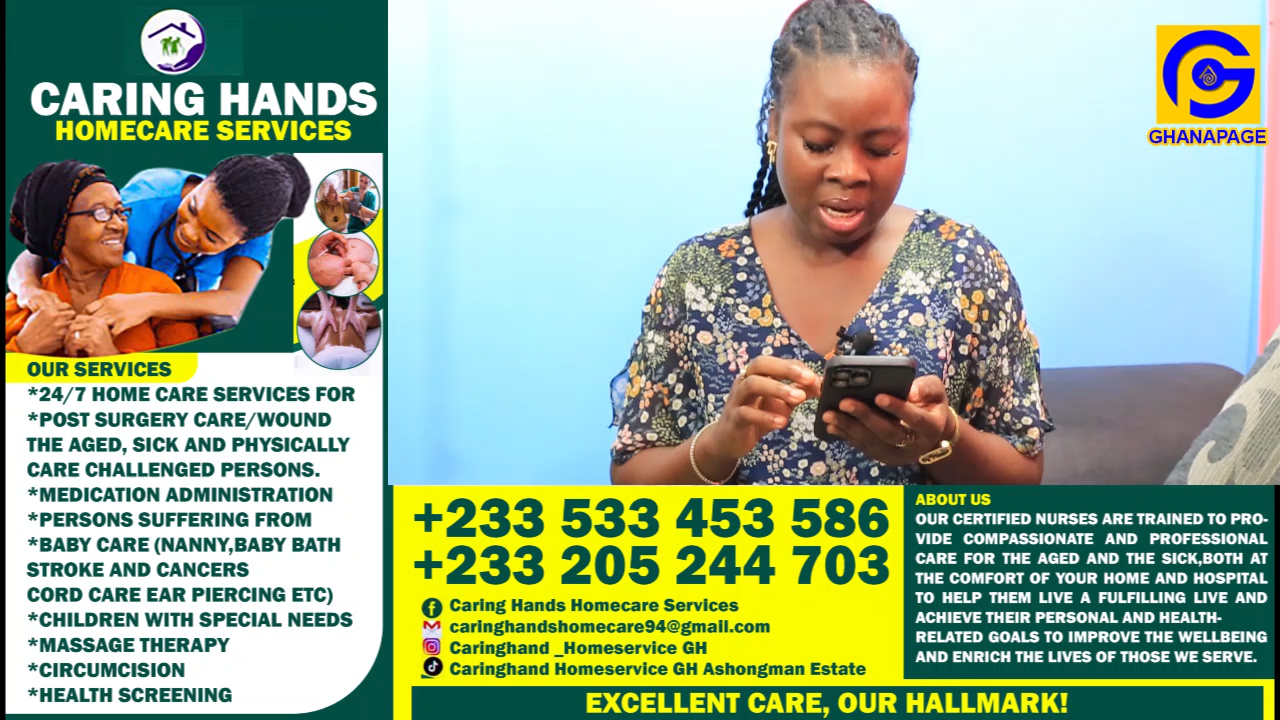 CARING HANDS
HOMECARE SERVICES
OUR SERVICES
*24/7 HOME CARE SERVICES FOR
*POST SURGERY CARE/WOUND
THE AGED, SICK AND PHYSICALLY
CARE CHALLENGED PERSONS.
*MEDICATION ADMINISTRATION
*PERSONS SUFFERING FROM
*BABY CARE (NANNY,BABY BATH
STROKE AND CANCERS
CORD CARE EAR PIERCING ETC)
*CHILDREN WITH SPECIAL NEEDS
*MASSAGE THERAPY
*CIRCUMCISION
*HEALTH SCREENING
GHANAPAGE
+233 533 453 586
+233 205 244 703
Caring Hands Homecare Services
caringhandshomecare94@gmail.com
Caringhand _Homeservice GH
Caringhand Homeservice GH Ashongman Estate
ABOUT US
OUR CERTIFIED NURSES ARE TRAINED TO PRO-
VIDE COMPASSIONATE AND PROFESSIONAL
CARE FOR THE AGED AND THE SICK,BOTH AT
THE COMFORT OF YOUR HOME AND HOSPITAL
TO HELP THEM LIVE A FULFILLING LIVE AND
ACHIEVE THEIR PERSONAL AND HEALTH-
RELATED GOALS TO IMPROVE THE WELLBEING
AND ENRICH THE LIVES OF THOSE WE SERVE.
EXCELLENT CARE, OUR HALLMARK!